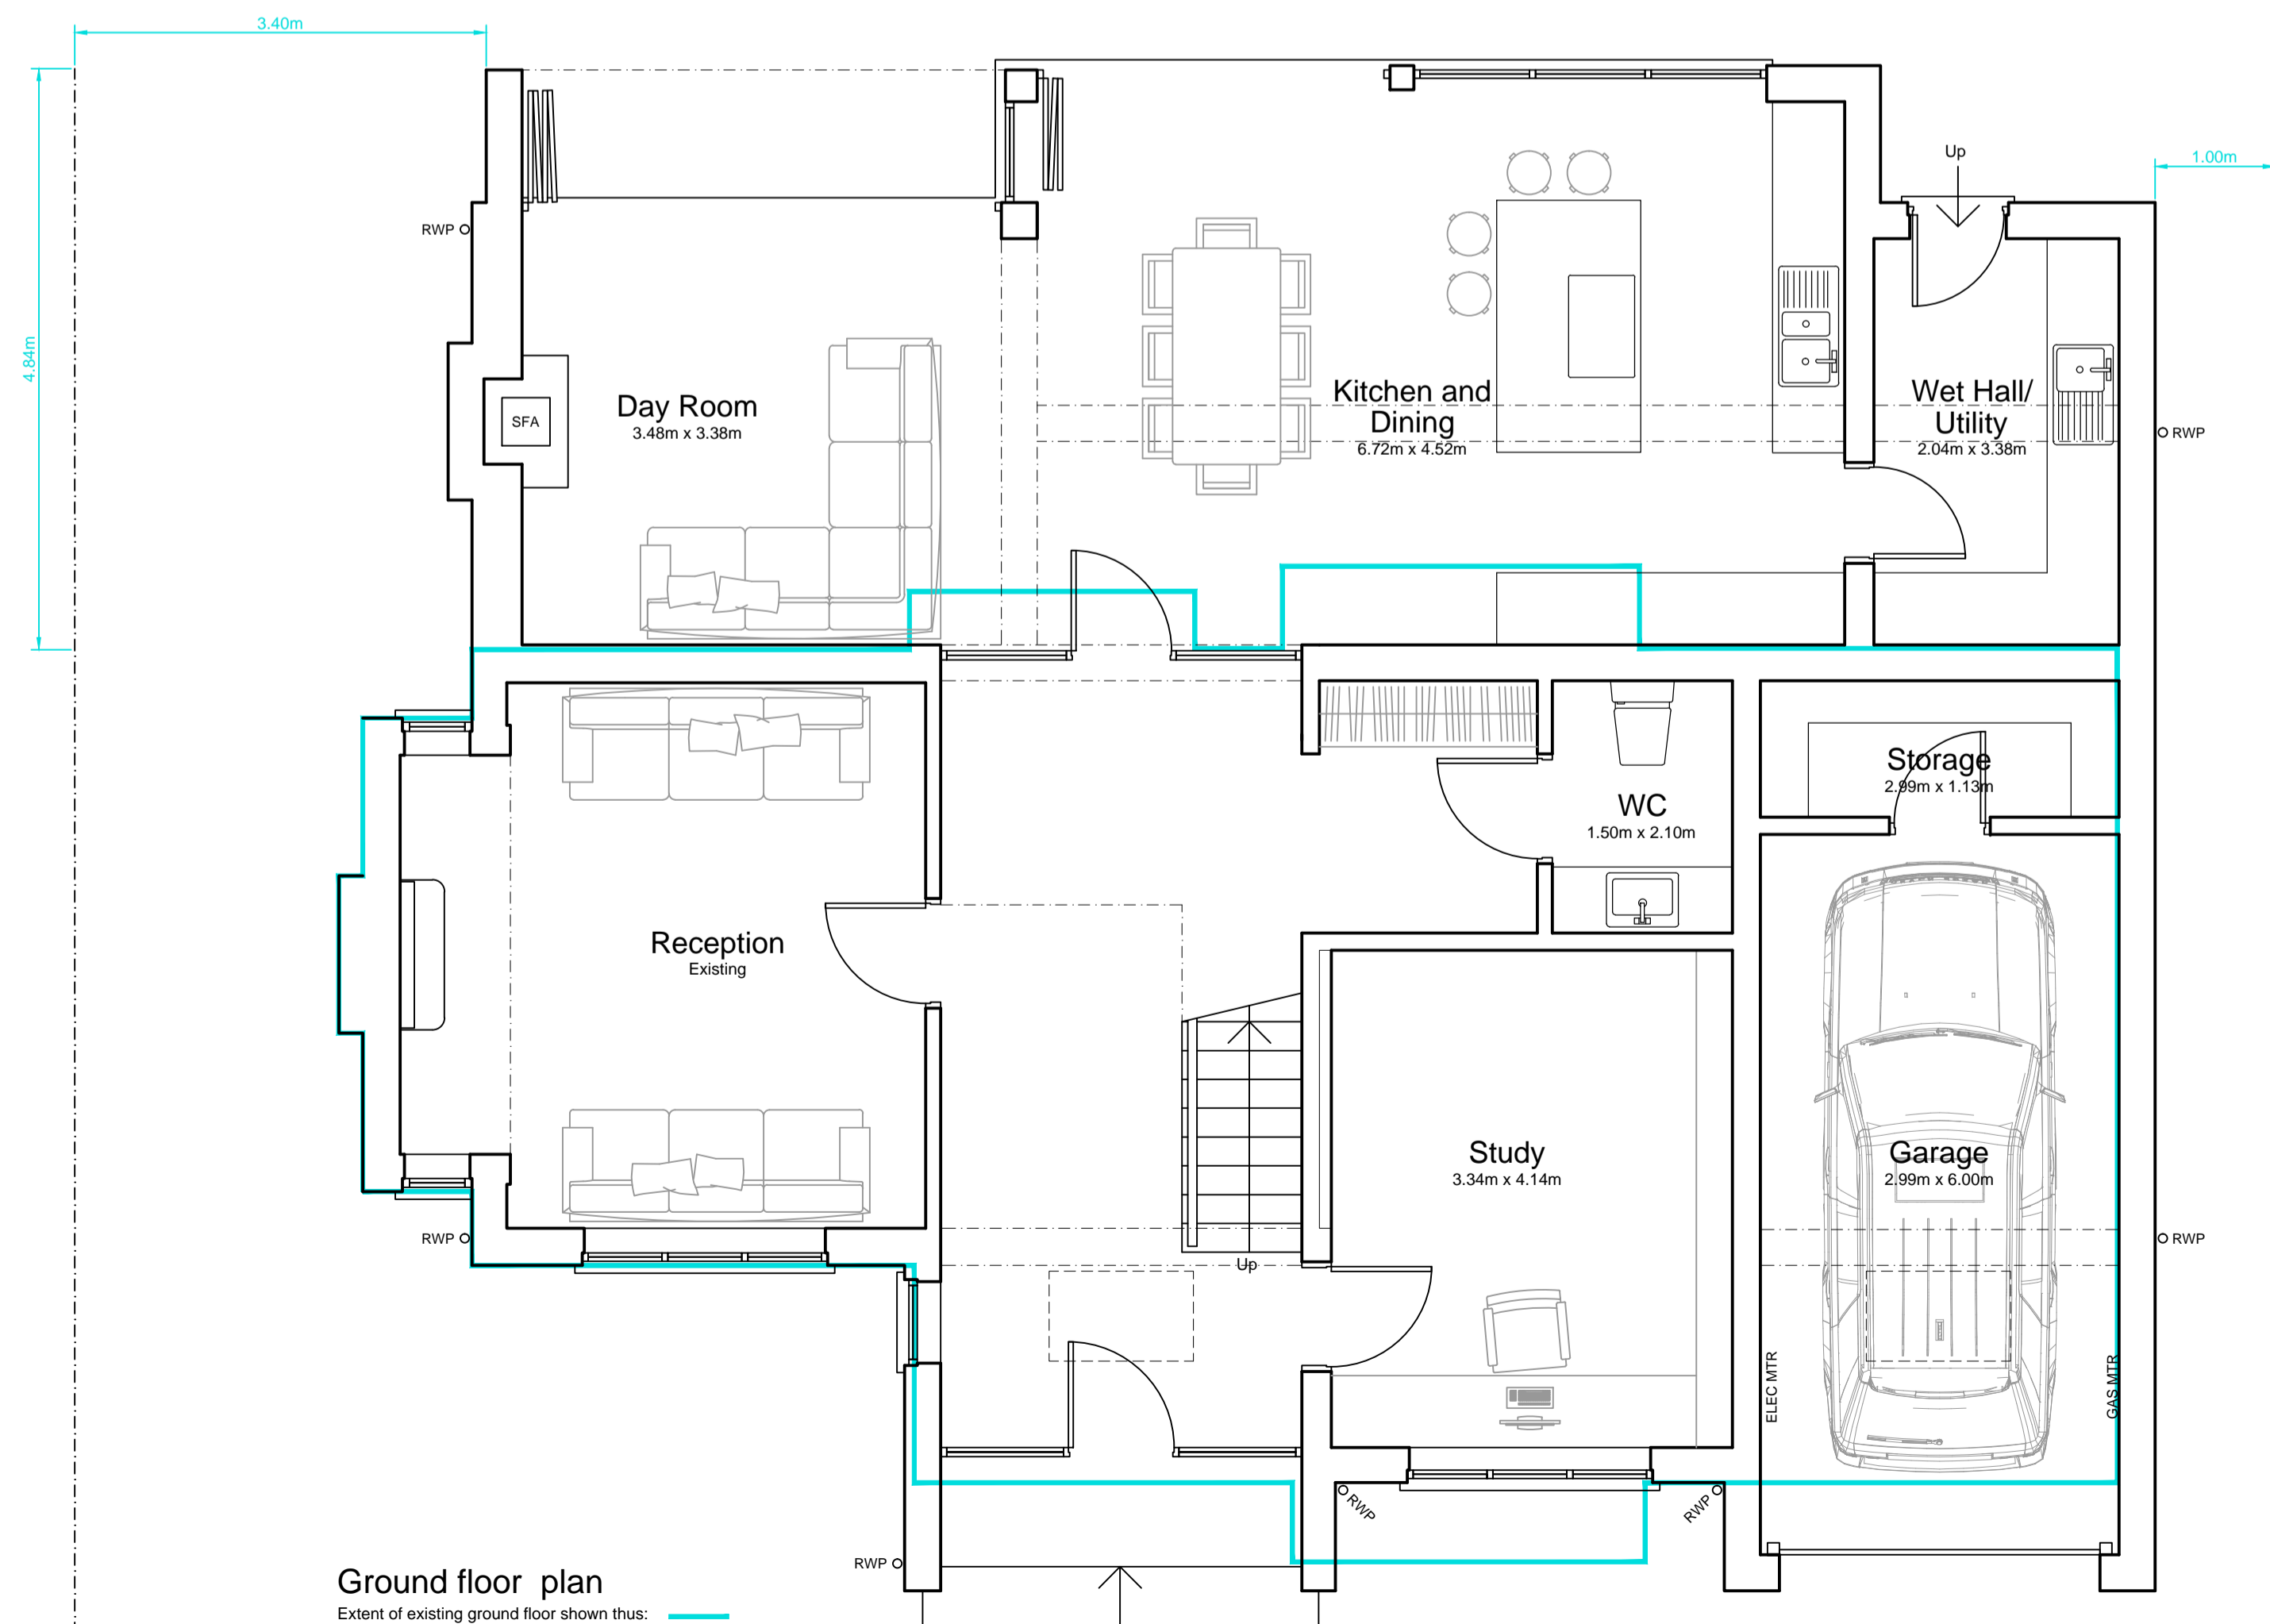 3.40m
Up
1.00m
RWP
4.84m
Day Room
3.48m x 3.38m
SFA
Kitchen and
Dining
6.72m x 4.52m
Wet Hall/
Utility
2.04m x 3.38m
RWP
Storage
2.99m x 1.13m
WC
1.50m x 2.10m
Reception
Existing
Study
3.34m x 4.14m
Garage
2.99m x 6.00m
RWP
Up
RWP
ELEC MTR
GAS MTR
RWP
RWP
RWP
Ground floor plan
Extent of existing ground floor shown thus: